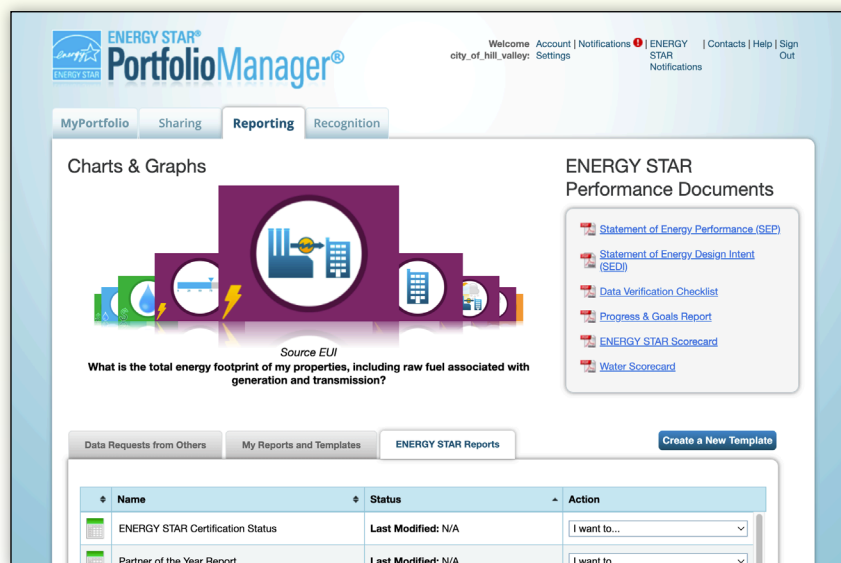 ENERGY STAR®
PortfolioManager®
energy
ENERGY STAR
Welcome city_of_hill_valley:
Account Settings | Notifications | ENERGY STAR Notifications | Contacts | Help | Sign Out
MyPortfolio
Sharing
Reporting
Recognition
Charts & Graphs
Source EUI
What is the total energy footprint of my properties, including raw fuel associated with
generation and transmission?
ENERGY STAR
Performance Documents
Statement of Energy Performance (SEP)
Statement of Energy Design Intent
(SEDI)
Data Verification Checklist
Progress & Goals Report
ENERGY STAR Scorecard
Water Scorecard
Data Requests from Others
My Reports and Templates
ENERGY STAR Reports
Create a New Template
Name
Status
Action
ENERGY STAR Certification Status
Last Modified: N/A
I want to...
Partner of the Year Report
Last Modified: N/A
I want to